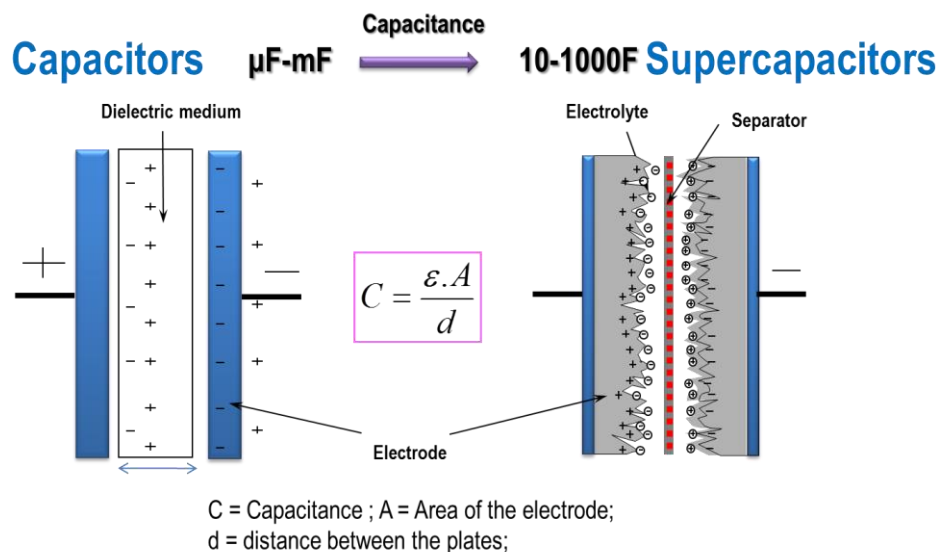 Capacitance
Capacitors μF-mF 10-1000F Supercapacitors
Dielectric medium
Electrolyte
Separator
C = ε.A / d
Electrode
C = Capacitance ; A = Area of the electrode;
d = distance between the plates;